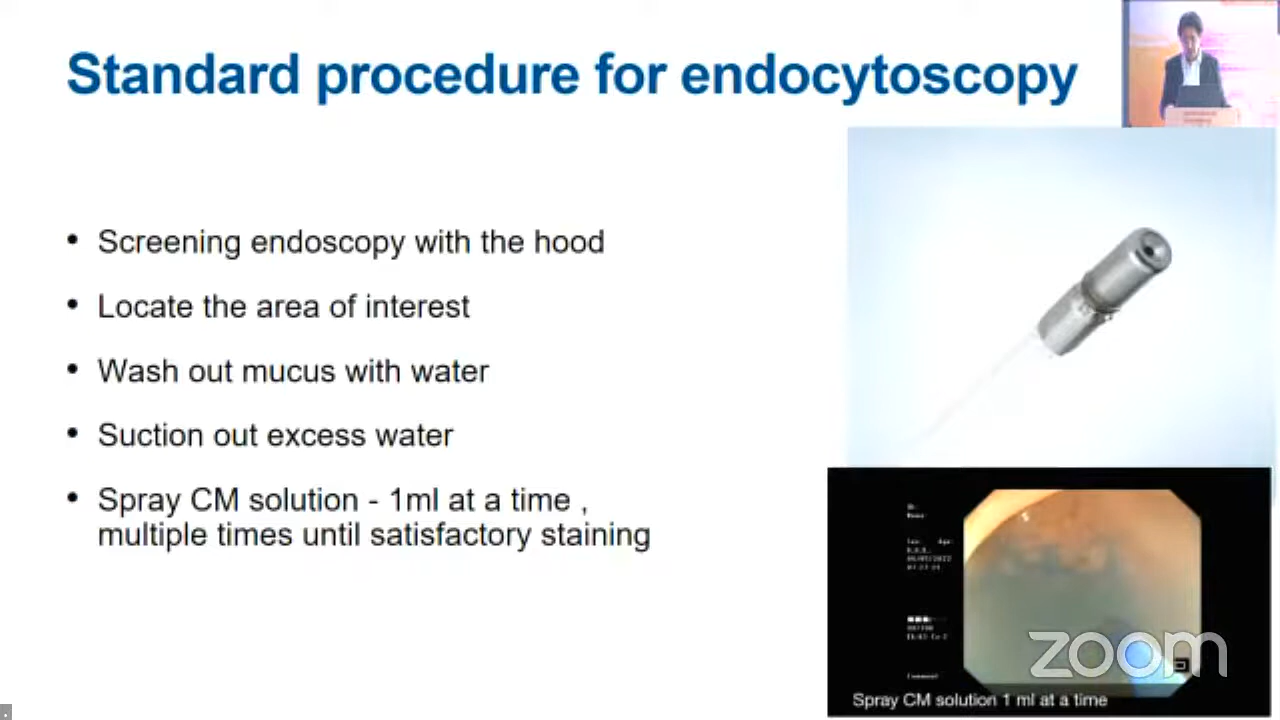 Standard procedure for endocytoscopy
• Screening endoscopy with the hood
• Locate the area of interest
• Wash out mucus with water
• Suction out excess water
• Spray CM solution - 1ml at a time ,
multiple times until satisfactory staining
zoom
Spray CM solution 1 ml at a time